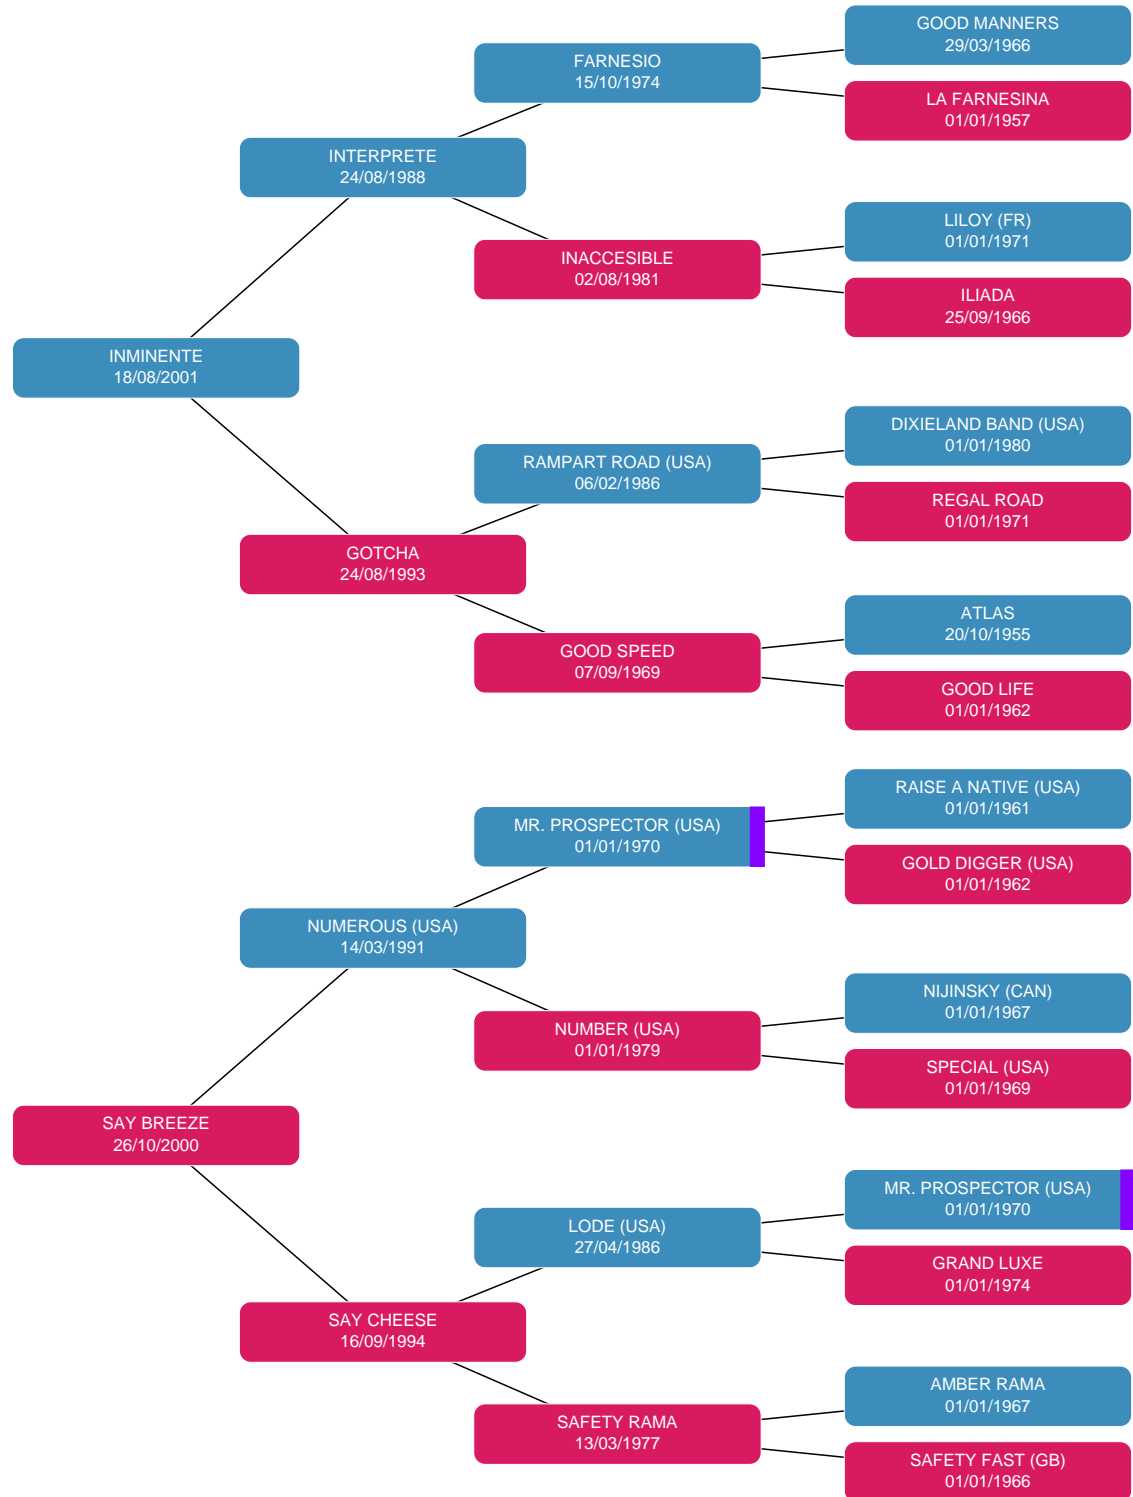 GOOD MANNERS
29/03/1966
FARNESIO
15/10/1974
LA FARNESINA
01/01/1957
INTERPRETE
24/08/1988
LILOY (FR)
01/01/1971
INACCESIBLE
02/08/1981
ILIADA
25/09/1966
INMINENTE
18/08/2001
DIXIELAND BAND (USA)
01/01/1980
RAMPART ROAD (USA)
06/02/1986
REGAL ROAD
01/01/1971
GOTCHA
24/08/1993
ATLAS
20/10/1955
GOOD SPEED
07/09/1969
GOOD LIFE
01/01/1962
RAISE A NATIVE (USA)
01/01/1961
MR. PROSPECTOR (USA)
01/01/1970
GOLD DIGGER (USA)
01/01/1962
NUMEROUS (USA)
14/03/1991
NIJINSKY (CAN)
01/01/1967
NUMBER (USA)
01/01/1979
SPECIAL (USA)
01/01/1969
SAY BREEZE
26/10/2000
MR. PROSPECTOR (USA)
01/01/1970
LODE (USA)
27/04/1986
GRAND LUXE
01/01/1974
SAY CHEESE
16/09/1994
AMBER RAMA
01/01/1967
SAFETY RAMA
13/03/1977
SAFETY FAST (GB)
01/01/1966